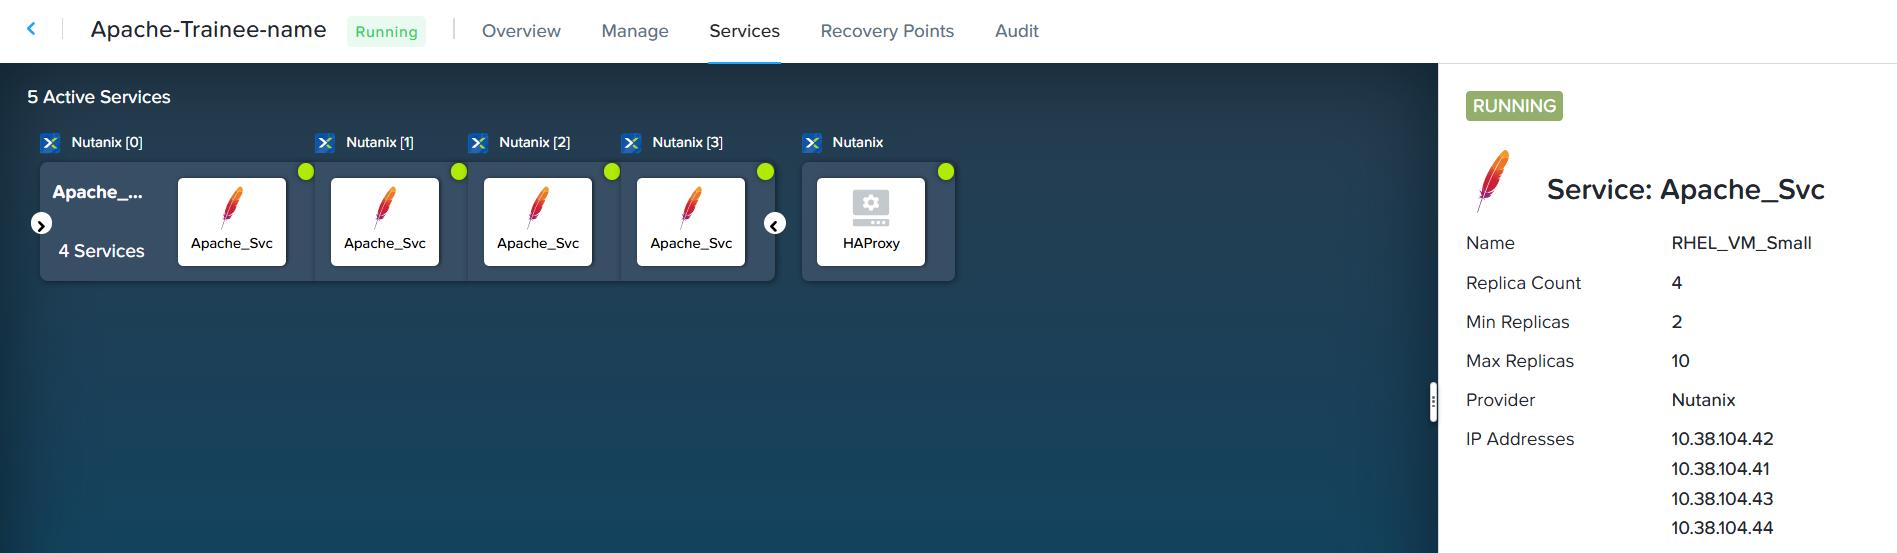 Apache-Trainee-name Running Overview Manage Services Recovery Points Audit
5 Active Services
Nutanix [0] Nutanix [1] Nutanix [2] Nutanix [3] Nutanix
Apache_...
4 Services
Apache_Svc Apache_Svc Apache_Svc Apache_Svc HAProxy
RUNNING
Service: Apache_Svc
Name RHEL_VM_Small
Replica Count 4
Min Replicas 2
Max Replicas 10
Provider Nutanix
IP Addresses 10.38.104.42
10.38.104.41
10.38.104.43
10.38.104.44